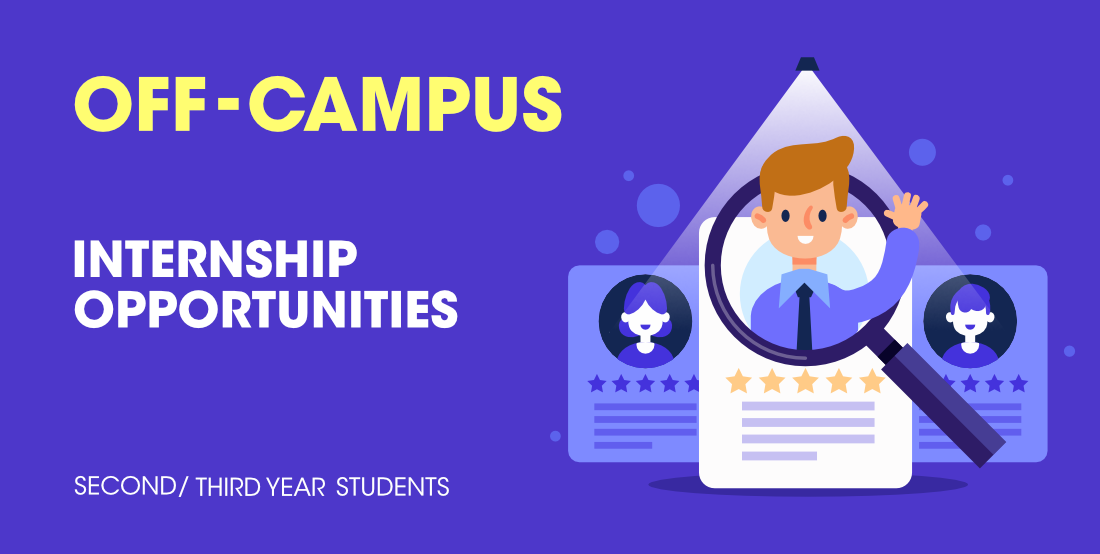 OFF-CAMPUS
INTERNSHIP
OPPORTUNITIES
SECOND/ THIRD YEAR STUDENTS